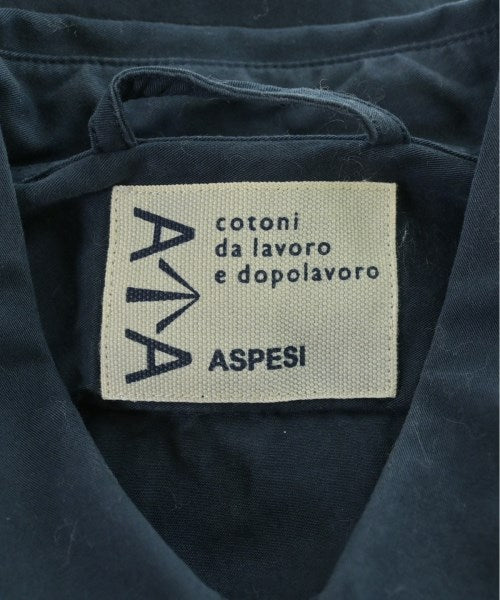 A A
cotoni
da lavoro
e dopolavoro
ASPESI